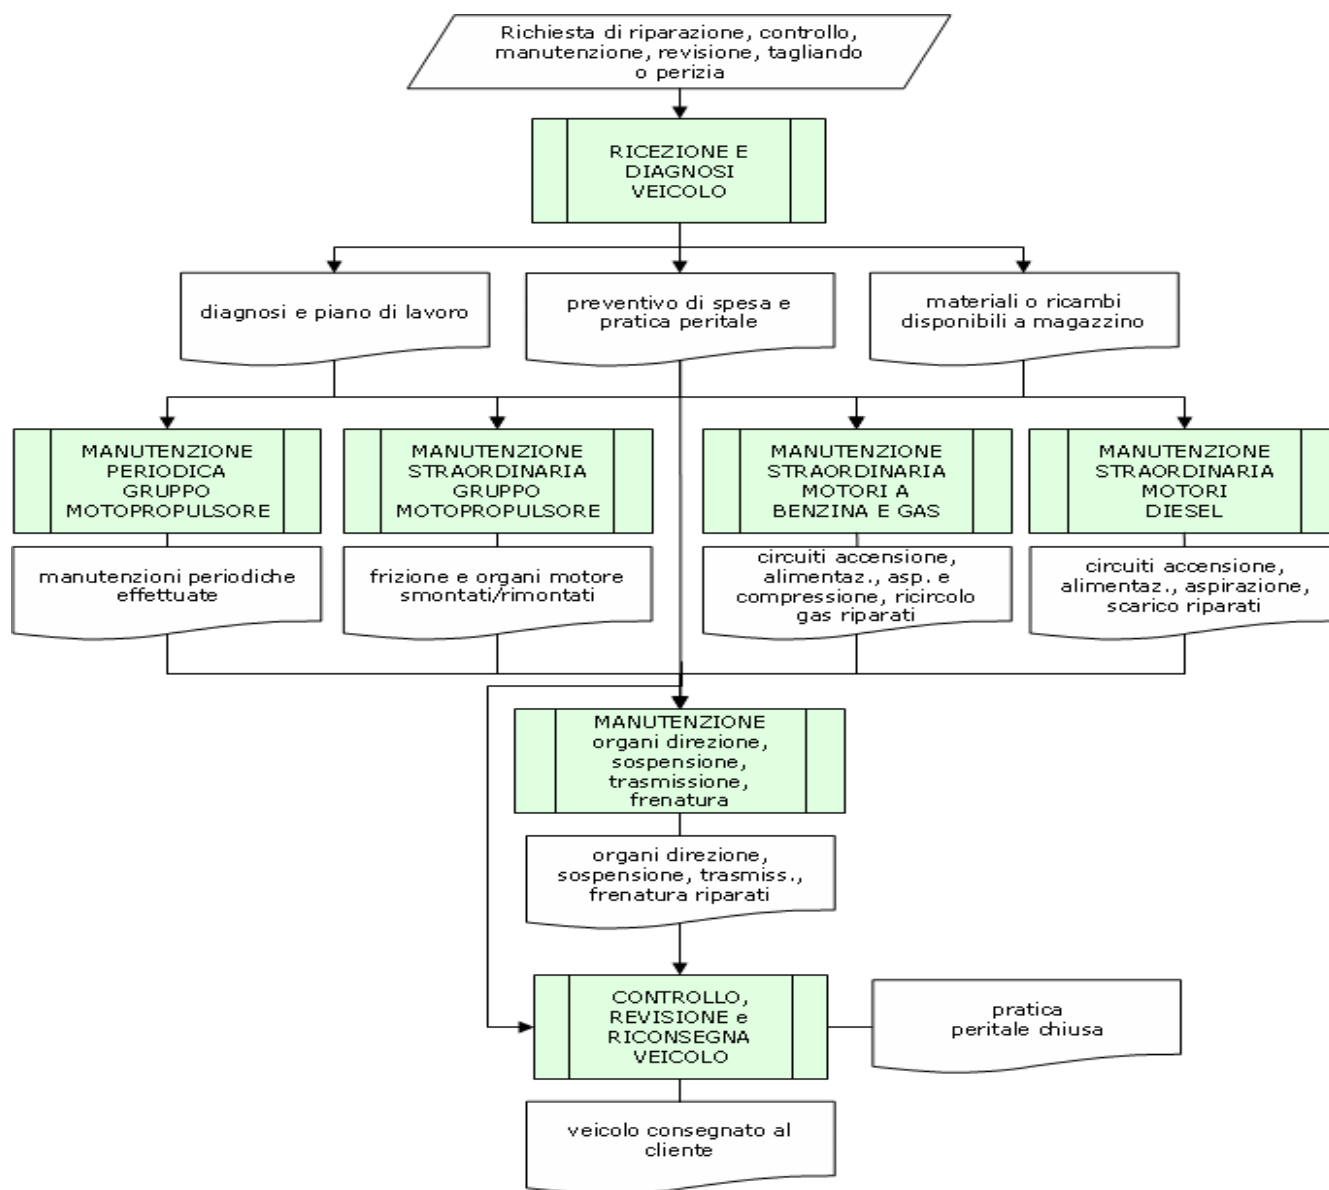 Richiesta di riparazione, controllo,
manutenzione, revisione, tagliando
o perizia
RICEZIONE E
DIAGNOSI
VEICOLO
diagnosi e piano di lavoro
preventivo di spesa e
pratica peritale
materiali o ricambi
disponibili a magazzino
MANUTENZIONE
PERIODICA
GRUPPO
MOTOPROPULSORE
MANUTENZIONE
STRAORDINARIA
GRUPPO
MOTOPROPULSORE
MANUTENZIONE
STRAORDINARIA
MOTORI A
BENZINA E GAS
MANUTENZIONE
STRAORDINARIA
MOTORI
DIESEL
manutenzioni periodiche
effettuate
frizione e organi motore
smontati/rimontati
circuiti accensione,
alimentaz., asp. e
compressione, ricircolo
gas riparati
circuiti accensione,
alimentaz., aspirazione,
scarico riparati
MANUTENZIONE
organi direzione,
sospensione,
trasmissione,
frenatura
organi direzione,
sospensione, trasmiss.,
frenatura riparati
CONTROLLO,
REVISIONE e
RICONSEGNA
VEICOLO
pratica
peritale chiusa
veicolo consegnato al
cliente